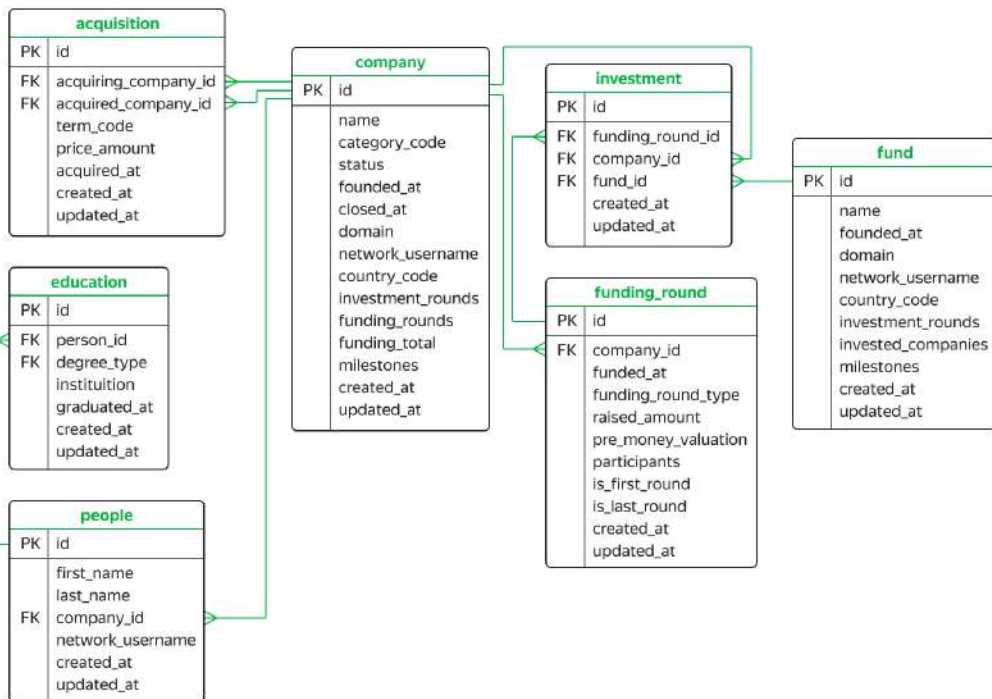 acquisition
PK id
FK acquiring_company_id
FK acquired_company_id
term_code
price_amount
acquired_at
created_at
updated_at
education
PK id
FK person_id
FK degree_type
instituition
graduated_at
created_at
updated_at
people
PK id
first_name
last_name
FK company_id
network_username
created_at
updated_at
company
PK id
name
category_code
status
founded_at
closed_at
domain
network_username
country_code
investment_rounds
funding_rounds
funding_total
milestones
created_at
updated_at
investment
PK id
FK funding_round_id
FK company_id
FK fund_id
created_at
updated_at
funding_round
PK id
FK company_id
funded_at
funding_round_type
raised_amount
pre_money_valuation
participants
is_first_round
is_last_round
created_at
updated_at
fund
PK id
name
founded_at
domain
network_username
country_code
investment_rounds
invested_companies
milestones
created_at
updated_at